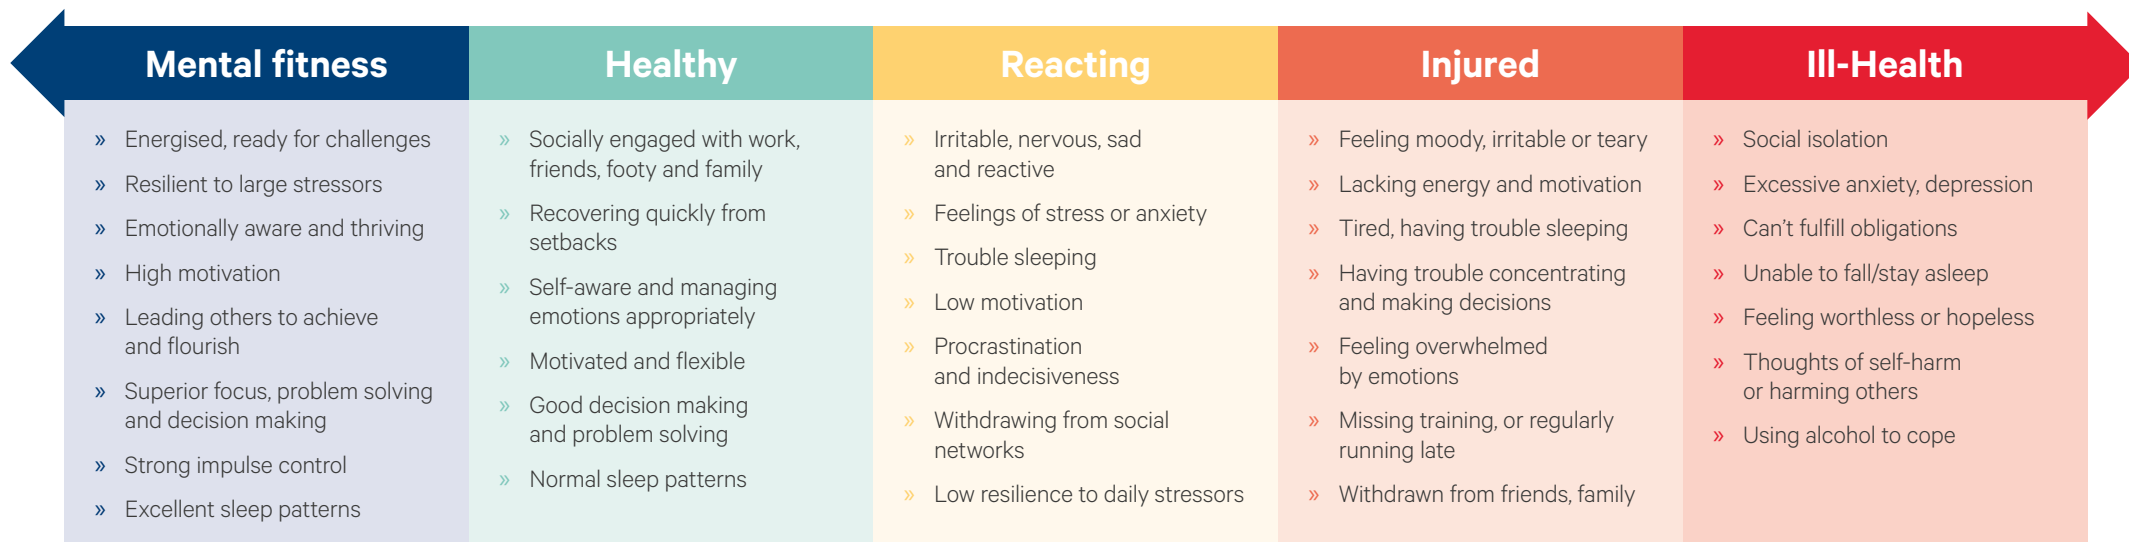 Mental fitness
» Energised, ready for challenges
» Resilient to large stressors
» Emotionally aware and thriving
» High motivation
» Leading others to achieve
and flourish
» Superior focus, problem solving
and decision making
» Strong impulse control
» Excellent sleep patterns
Healthy
» Socially engaged with work,
friends, footy and family
» Recovering quickly from
setbacks
» Self-aware and managing
emotions appropriately
» Motivated and flexible
» Good decision making
and problem solving
» Normal sleep patterns
Reacting
» Irritable, nervous, sad
and reactive
» Feelings of stress or anxiety
» Trouble sleeping
» Low motivation
» Procrastination
and indecisiveness
» Withdrawing from social
networks
» Low resilience to daily stressors
Injured
» Feeling moody, irritable or teary
» Lacking energy and motivation
» Tired, having trouble sleeping
» Having trouble concentrating
and making decisions
» Feeling overwhelmed
by emotions
» Missing training, or regularly
running late
» Withdrawn from friends, family
Ill-Health
» Social isolation
» Excessive anxiety, depression
» Can't fulfill obligations
» Unable to fall/stay asleep
» Feeling worthless or hopeless
» Thoughts of self-harm
or harming others
» Using alcohol to cope